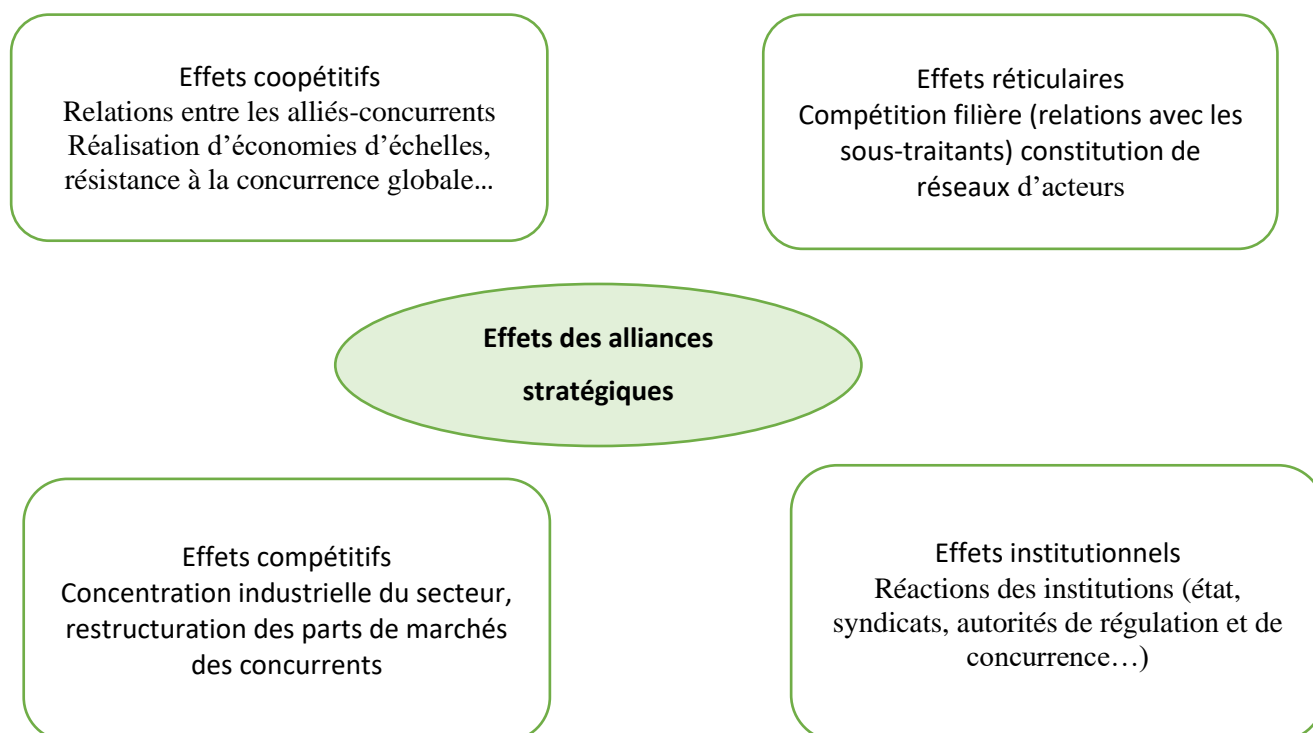 Effets coopétitifs
Relations entre les alliés-concurrents
Réalisation d’économies d’échelles,
résistance à la concurrence globale...
Effets réticulaires
Compétition filière (relations avec les
sous-traitants) constitution de
réseaux d’acteurs
Effets des alliances
stratégiques
Effets compétitifs
Concentration industrielle du secteur,
restructuration des parts de marchés
des concurrents
Effets institutionnels
Réactions des institutions (état,
syndicats, autorités de régulation et de
concurrence…)